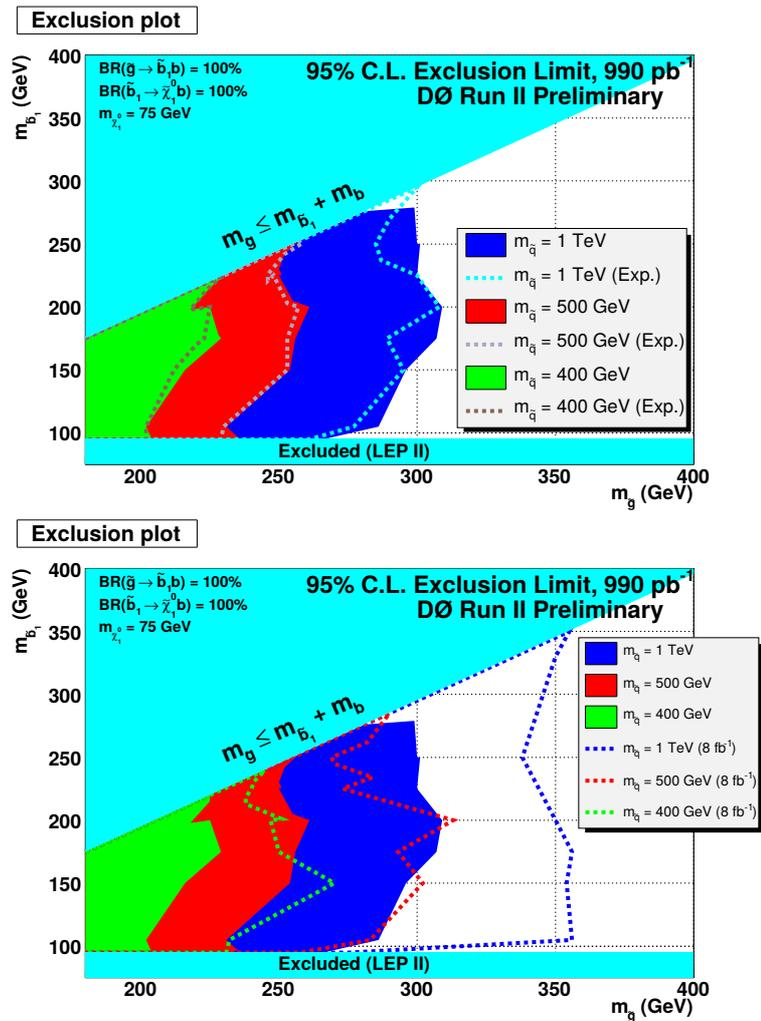 Exclusion plot
BR(g̃→b̃₁b) = 100%
BR(b̃₁→χ̃₁⁰b) = 100%
m_χ̃₁⁰ = 75 GeV
95% C.L. Exclusion Limit, 990 pb⁻¹
DØ Run II Preliminary
m_b̃₁ (GeV)
400
350
300
250
200
150
100
m_g̃ ≤ m_b̃₁ + m_b
m_q̃ = 1 TeV
m_q̃ = 1 TeV (Exp.)
m_q̃ = 500 GeV
m_q̃ = 500 GeV (Exp.)
m_q̃ = 400 GeV
m_q̃ = 400 GeV (Exp.)
Excluded (LEP II)
200 250 300 350 400
m_g̃ (GeV)
Exclusion plot
BR(g̃→b̃₁b) = 100%
BR(b̃₁→χ̃₁⁰b) = 100%
m_χ̃₁⁰ = 75 GeV
95% C.L. Exclusion Limit, 990 pb⁻¹
DØ Run II Preliminary
m_b̃₁ (GeV)
400
350
300
250
200
150
100
m_g̃ ≤ m_b̃₁ + m_b
m_q̃ = 1 TeV
m_q̃ = 500 GeV
m_q̃ = 400 GeV
m_q̃ = 1 TeV (8 fb⁻¹)
m_q̃ = 500 GeV (8 fb⁻¹)
m_q̃ = 400 GeV (8 fb⁻¹)
Excluded (LEP II)
200 250 300 350 400
m_g̃ (GeV)